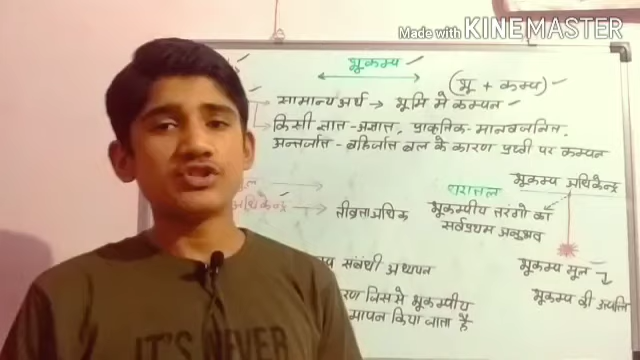 Made with KINEMASTER
भूकम्प
(भू + कम्प)
सामान्य अर्थ → भूमि में कम्पन
किसी ज्ञात - अज्ञात, प्राकृतिक - मानवजनित,
अन्तर्जात - बहिर्जात बल के कारण पृथ्वी पर कम्पन
भूकम्प अधिकेन्द्र
धरातल
तीव्रता अधिक
भूकम्पीय तरंगो का
सर्वप्रथम अनुभव
संबंधी अध्ययन
भूकम्प मूल
जिससे भूकम्पीय
भूकम्प की उत्पत्ति
मापन किया जाता है
IT'S NEVER